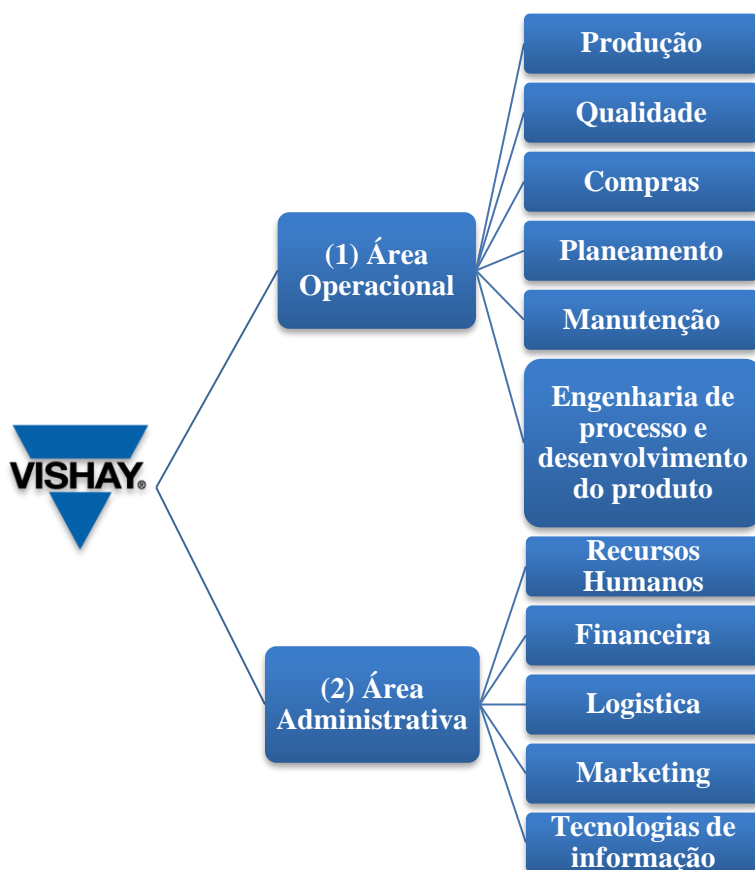 VISHAY®
(1) Área
Operacional
Produção
Qualidade
Compras
Planeamento
Manutenção
Engenharia de
processo e
desenvolvimento
do produto
(2) Área
Administrativa
Recursos
Humanos
Financeira
Logistica
Marketing
Tecnologias de
informação